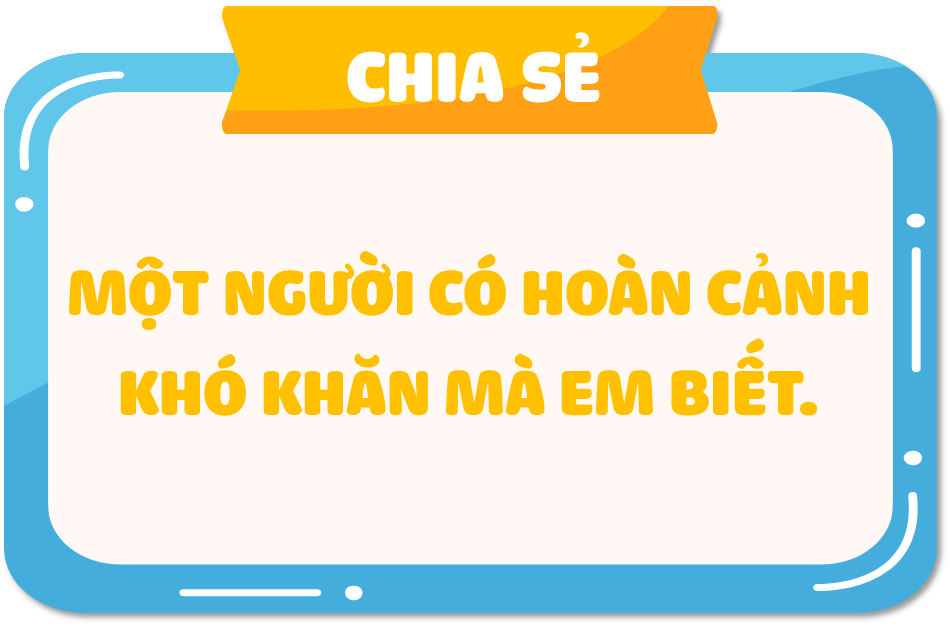 CHIA SẺ
MỘT NGƯỜI CÓ HOÀN CẢNH
KHÓ KHĂN MÀ EM BIẾT.